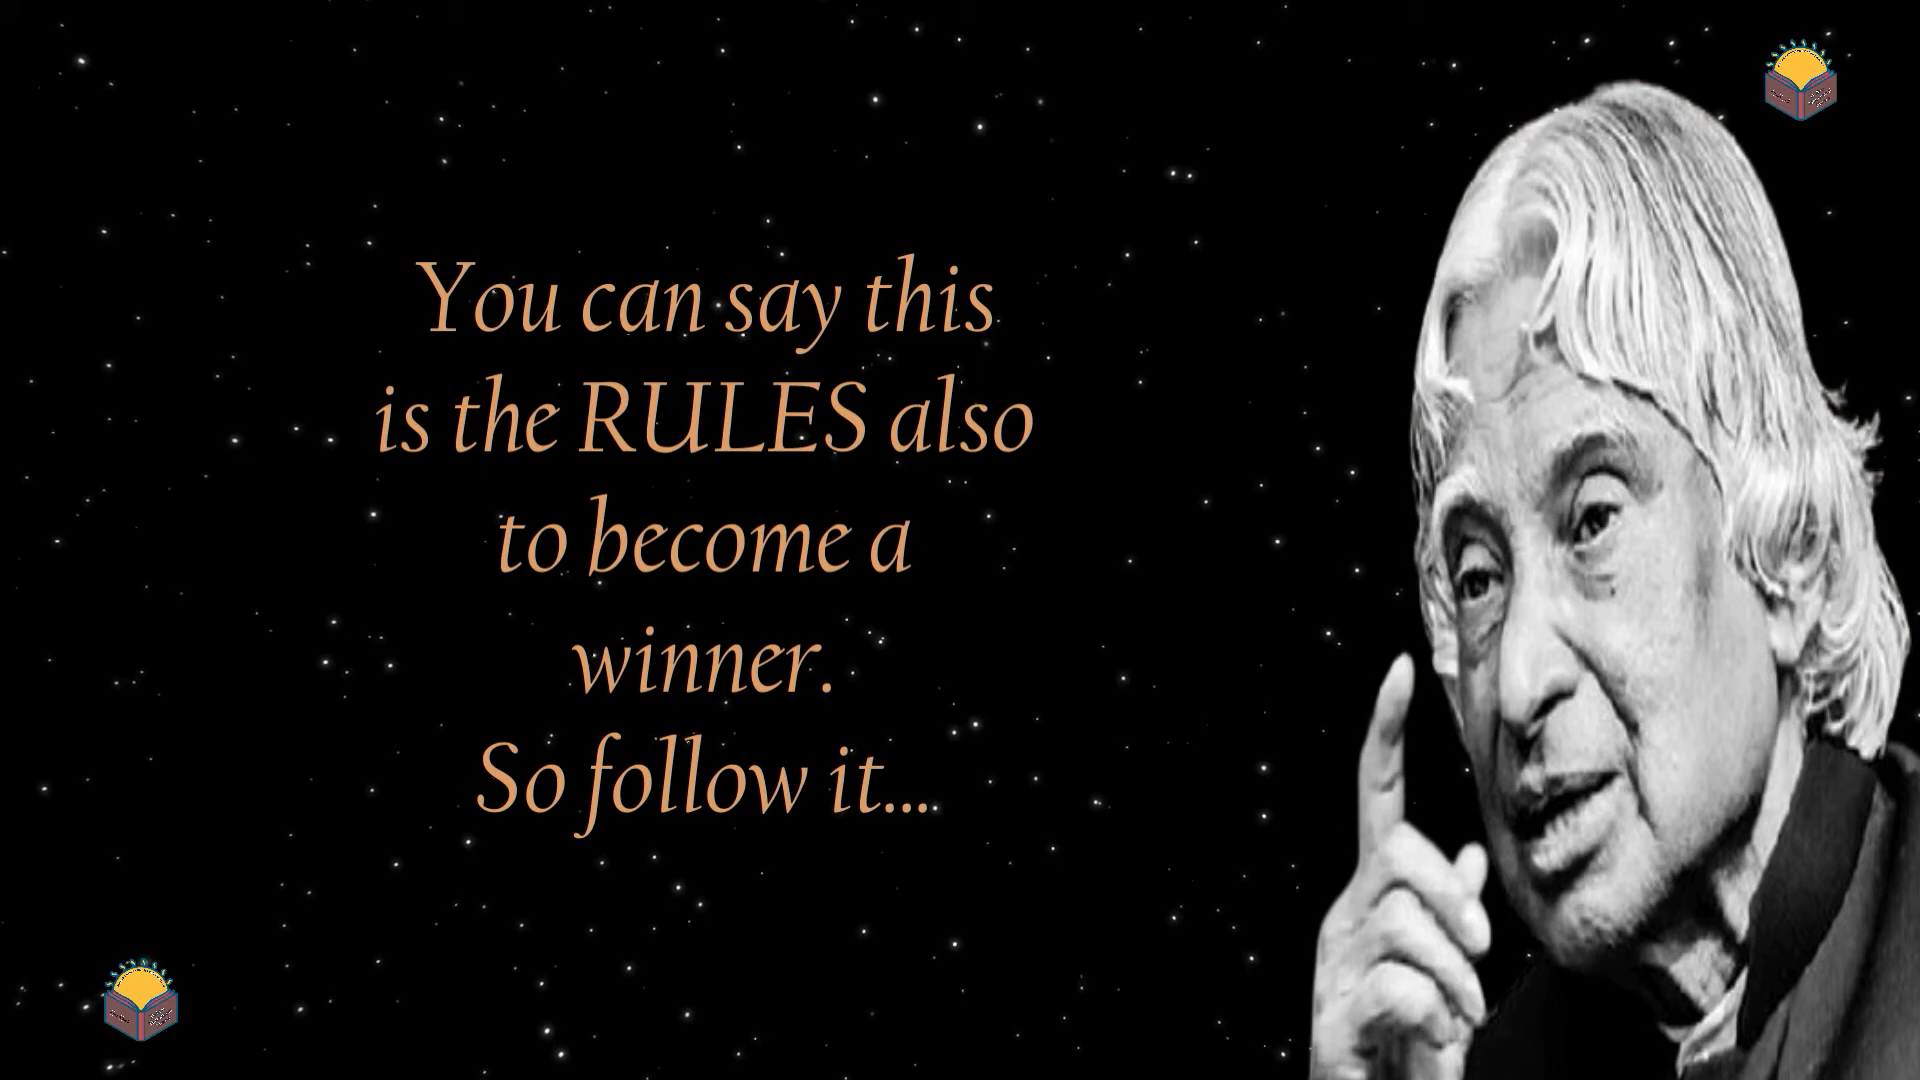 You can say this
is the RULES also
to become a
winner.
So follow it...